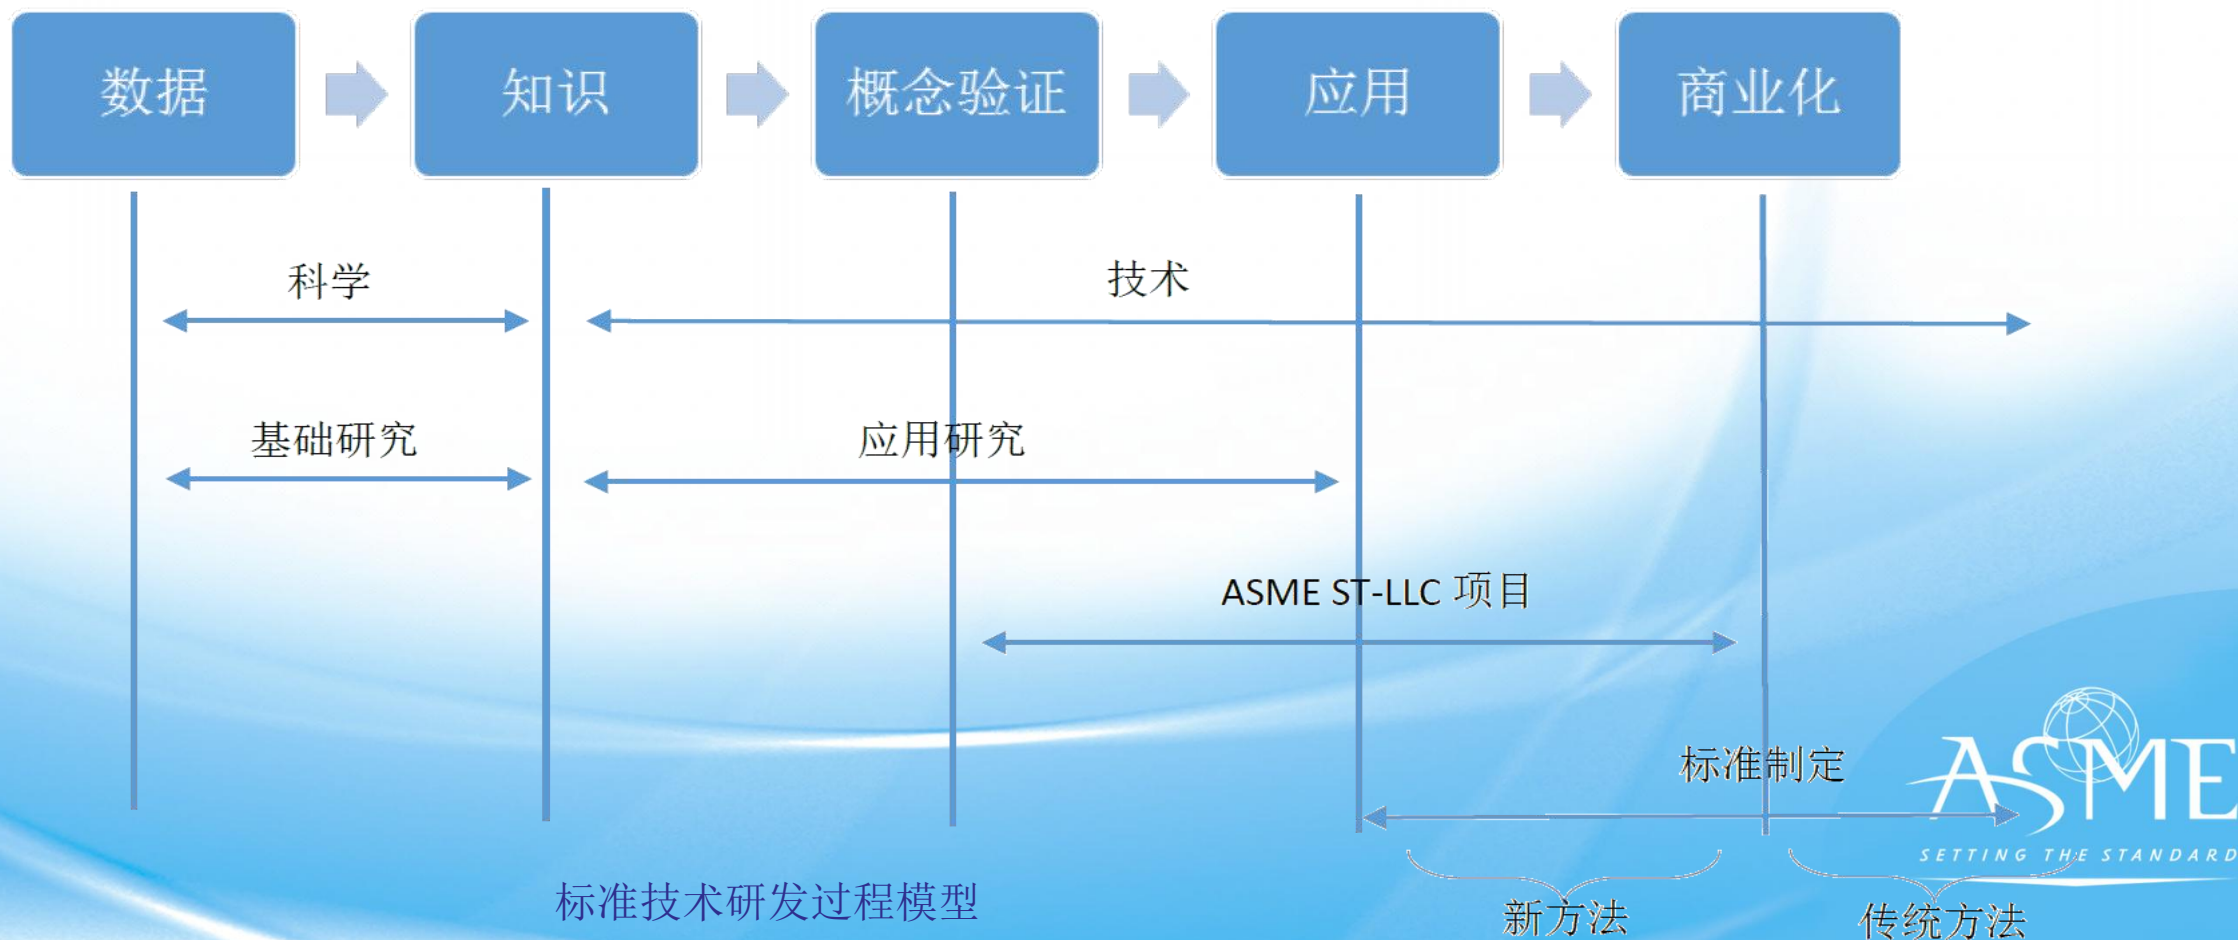 数据
知识
概念验证
应用
商业化
科学
技术
基础研究
应用研究
ASME ST-LLC 项目
标准制定
ASME
SETTING THE STANDARD
标准技术研发过程模型
新方法
传统方法